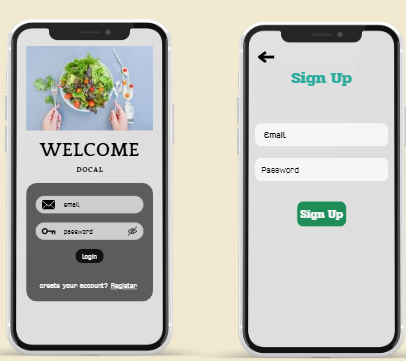 WELCOME
DOCAL
email
password
login
create your account? Register
Sign Up
Email
Password
Sign Up